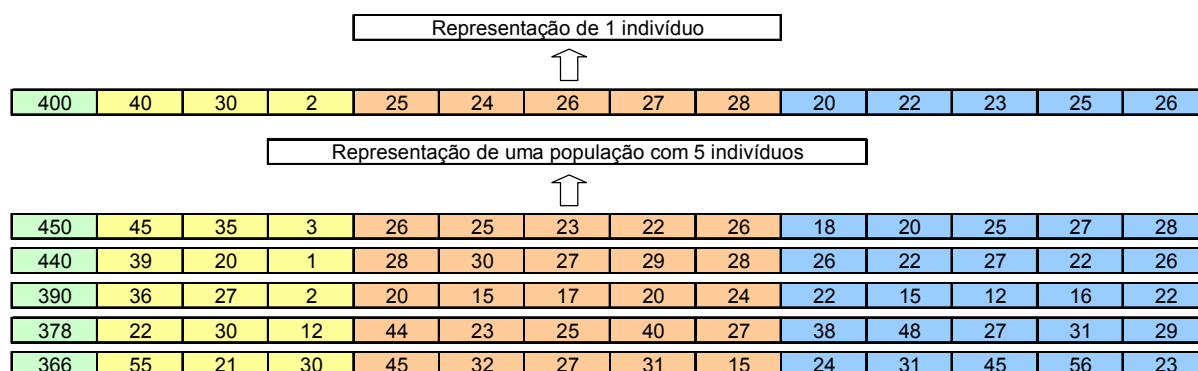 Representação de 1 indivíduo
400 40 30 2 25 24 26 27 28 20 22 23 25 26
Representação de uma população com 5 indivíduos
450 45 35 3 26 25 23 22 26 18 20 25 27 28
440 39 20 1 28 30 27 29 28 26 22 27 22 26
390 36 27 2 20 15 17 20 24 22 15 12 16 22
378 22 30 12 44 23 25 40 27 38 48 27 31 29
366 55 21 30 45 32 27 31 15 24 31 45 56 23